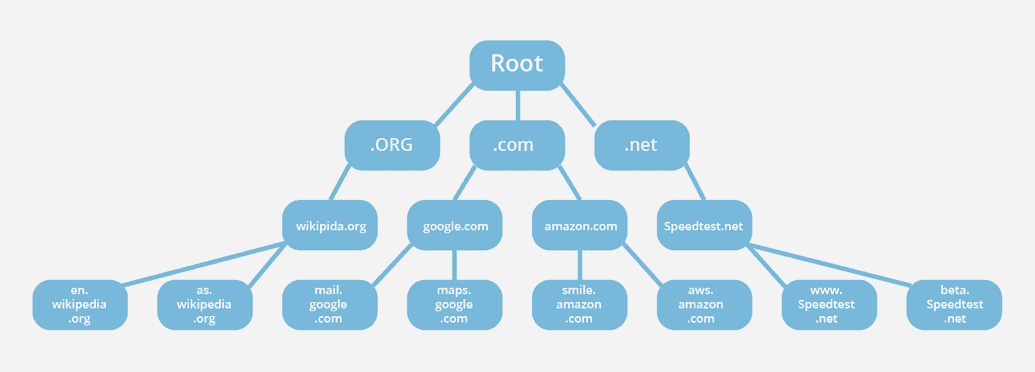 Root
.ORG
.com
.net
wikipida.org
google.com
amazon.com
Speedtest.net
en.
wikipedia
.org
as.
wikipedia
.org
mail.
google
.com
maps.
google
.com
smile.
amazon
.com
aws.
amazon
.com
www.
Speedtest
.net
beta.
Speedtest
.net